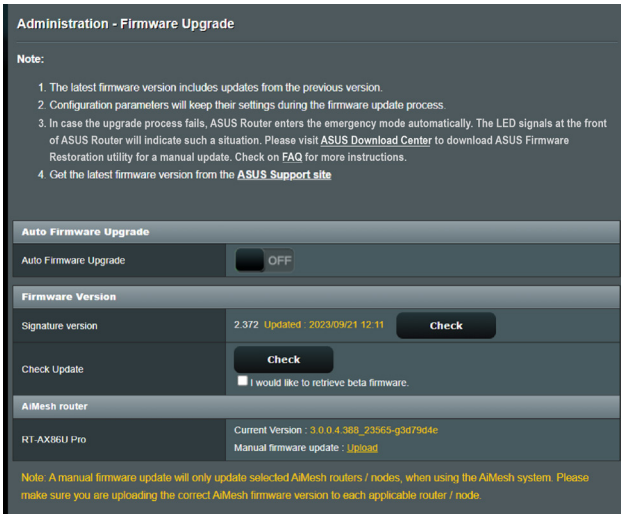 Administration - Firmware Upgrade
Note:
1. The latest firmware version includes updates from the previous version.
2. Configuration parameters will keep their settings during the firmware update process.
3. In case the upgrade process fails, ASUS Router enters the emergency mode automatically. The LED signals at the front
of ASUS Router will indicate such a situation. Please visit ASUS Download Center to download ASUS Firmware
Restoration utility for a manual update. Check on FAQ for more instructions.
4. Get the latest firmware version from the ASUS Support site
Auto Firmware Upgrade
Auto Firmware Upgrade OFF
Firmware Version
Signature version 2.372 Updated : 2023/09/21 12:11 Check
Check Update Check
I would like to retrieve beta firmware.
AiMesh router
RT-AX86U Pro Current Version : 3.0.0.4.388_23565-g3d79d4e
Manual firmware update : Upload
Note: A manual firmware update will only update selected AiMesh routers / nodes, when using the AiMesh system. Please
make sure you are uploading the correct AiMesh firmware version to each applicable router / node.